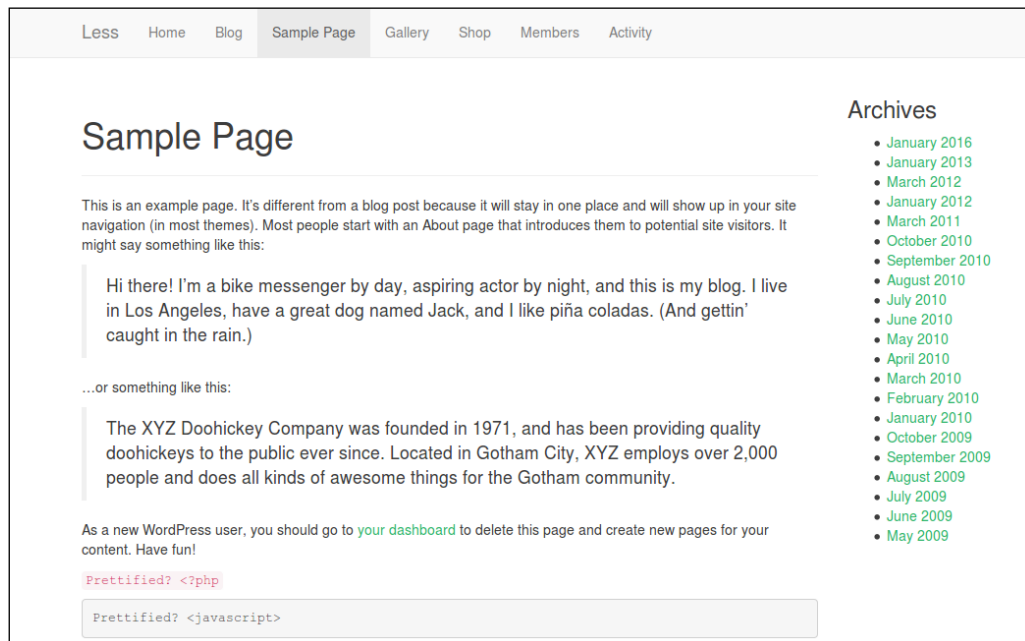 Less Home Blog Sample Page Gallery Shop Members Activity
Sample Page
This is an example page. It’s different from a blog post because it will stay in one place and will show up in your site
navigation (in most themes). Most people start with an About page that introduces them to potential site visitors. It
might say something like this:
Hi there! I’m a bike messenger by day, aspiring actor by night, and this is my blog. I live
in Los Angeles, have a great dog named Jack, and I like piña coladas. (And gettin’
caught in the rain.)
…or something like this:
The XYZ Doohickey Company was founded in 1971, and has been providing quality
doohickeys to the public ever since. Located in Gotham City, XYZ employs over 2,000
people and does all kinds of awesome things for the Gotham community.
As a new WordPress user, you should go to your dashboard to delete this page and create new pages for your
content. Have fun!
Prettified? <?php
Prettified? <javascript>
Archives
January 2016
January 2013
March 2012
January 2012
March 2011
October 2010
September 2010
August 2010
July 2010
June 2010
May 2010
April 2010
March 2010
February 2010
January 2010
October 2009
September 2009
August 2009
July 2009
June 2009
May 2009